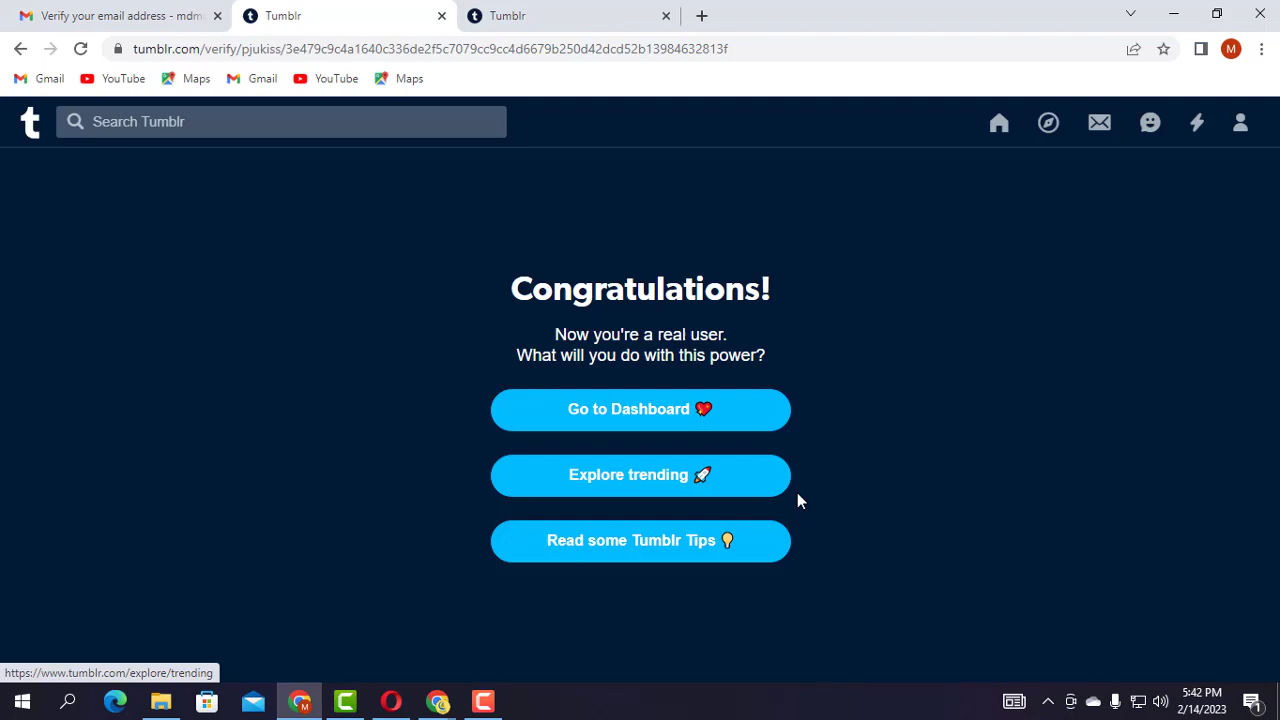 Verify your email address - mdm
Tumblr
Tumblr
tumblr.com/verify/pjukiss/3e479c9c4a1640c336de2f5c7079cc9cc4d6679b250d42dcd52b13984632813f
M
Gmail YouTube Maps Gmail YouTube Maps
t Search Tumblr
Congratulations!
Now you're a real user.
What will you do with this power?
Go to Dashboard 💖
Explore trending 🚀
Read some Tumblr Tips 💡
https://www.tumblr.com/explore/trending
5:42 PM
2/14/2023
1